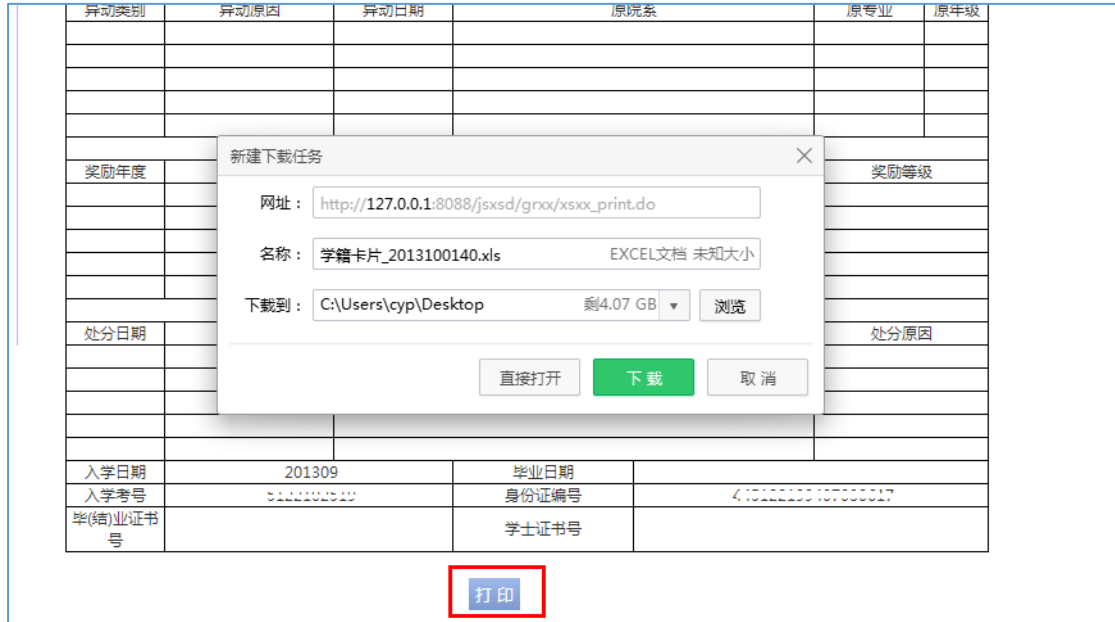 异动类别 异动原因 异动日期 原院系 原专业 原年级
新建下载任务
奖励年度 奖励等级
网址： http://127.0.0.1:8088/jsxsd/grxx/xsxx_print.do
名称： 学籍卡片_2013100140.xls EXCEL文档 未知大小
下载到： C:\Users\cyp\Desktop 剩4.07 GB 浏览
处分日期 处分原因
直接打开 下载 取消
入学日期 201309 毕业日期
入学考号 身份证编号
毕(结)业证书
号
学士证书号
打印